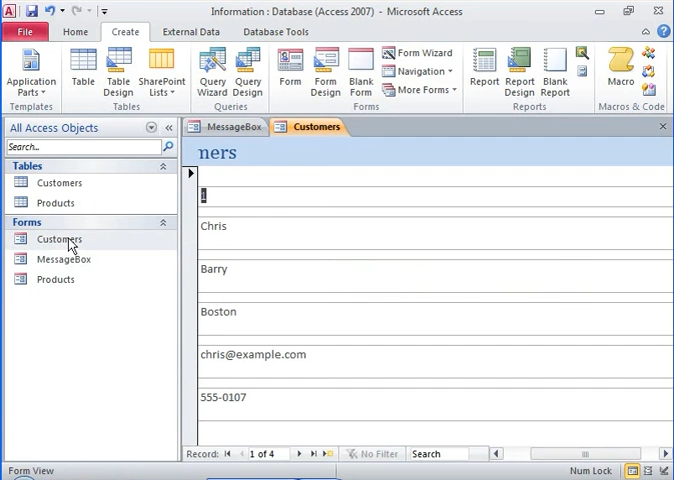 Information : Database (Access 2007) - Microsoft Access
File Home Create External Data Database Tools
Application Parts Table Table Design SharePoint Lists Query Wizard Query Design Form Form Design Blank Form Form Wizard Navigation More Forms Report Report Design Blank Report Macro
Templates Tables Queries Forms Reports Macros & Code
All Access Objects
Search...
Tables
Customers
Products
Forms
Customers
MessageBox
Products
MessageBox Customers
ners
1
Chris
Barry
Boston
chris@example.com
555-0107
Record: 1 of 4 No Filter Search
Form View Num Lock